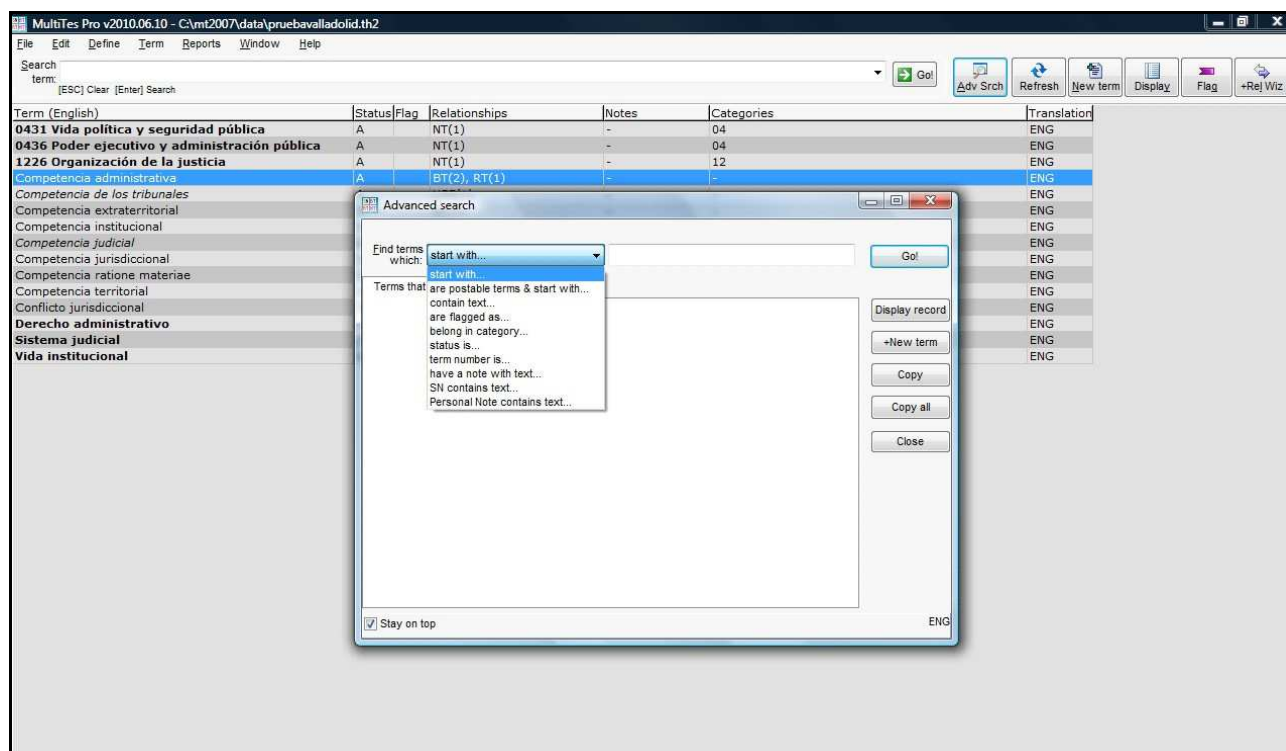 MultiTes Pro v2010.06.10 - C:\mt2007\data\pruebavalladolid.th2
File Edit Define Term Reports Window Help
Search term:
[ESC] Clear [Enter] Search
Go! Adv Srch Refresh New term Display Flag +Rel Wiz
Term (English) Status Flag Relationships Notes Categories Translation
0431 Vida política y seguridad pública A NT(1) - 04 ENG
0436 Poder ejecutivo y administración pública A NT(1) - 04 ENG
1226 Organización de la justicia A NT(1) - 12 ENG
Competencia administrativa A BT(2), RT(1) - - ENG
Competencia de los tribunales ENG
Competencia extraterritorial ENG
Competencia institucional ENG
Competencia judicial ENG
Competencia jurisdiccional ENG
Competencia ratione materiae ENG
Competencia territorial ENG
Conflicto jurisdiccional ENG
Derecho administrativo ENG
Sistema judicial ENG
Vida institucional ENG
Advanced search
Find terms which: start with... Go!
Terms that
start with...
are postable terms & start with...
contain text...
are flagged as...
belong in category...
status is...
term number is...
have a note with text...
SN contains text...
Personal Note contains text...
Display record
+New term
Copy
Copy all
Close
Stay on top ENG